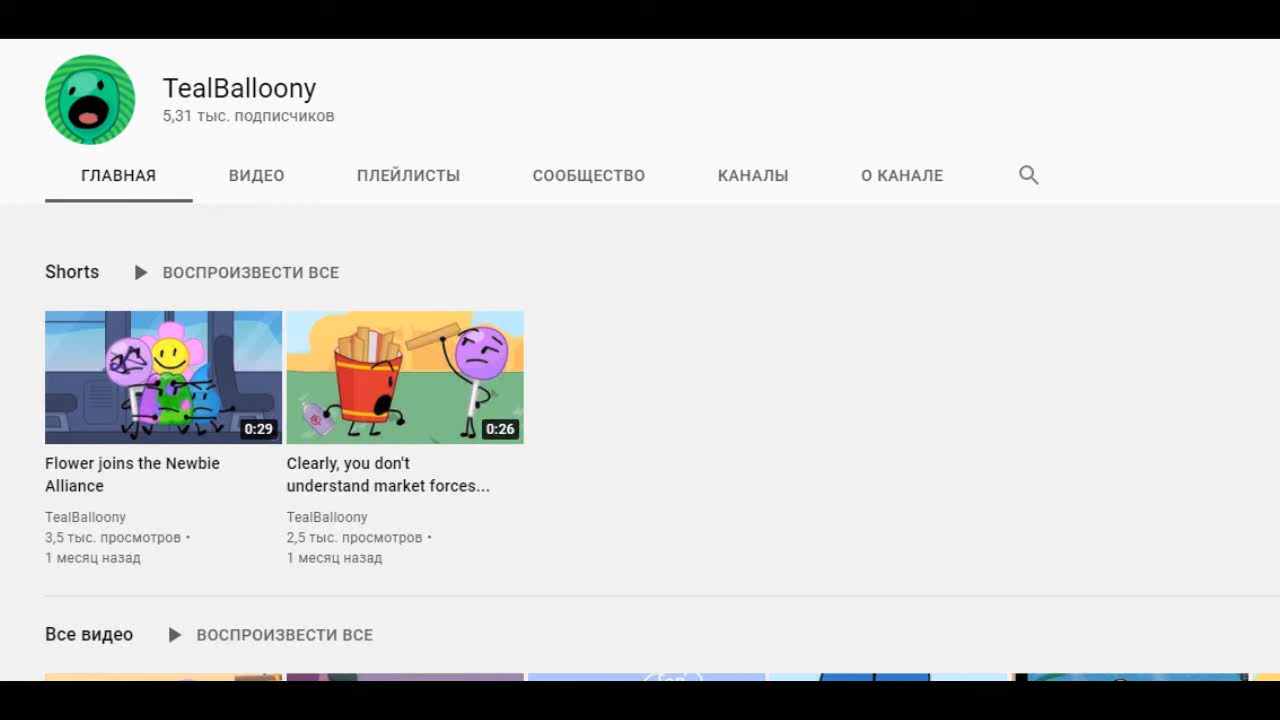 TealBalloony
5,31 тыс. подписчиков
ГЛАВНАЯ ВИДЕО ПЛЕЙЛИСТЫ СООБЩЕСТВО КАНАЛЫ О КАНАЛЕ
Shorts ВОСПРОИЗВЕСТИ ВСЕ
0:29 0:26
Flower joins the Newbie
Alliance
TealBalloony
3,5 тыс. просмотров •
1 месяц назад
Clearly, you don't
understand market forces...
TealBalloony
2,5 тыс. просмотров •
1 месяц назад
Все видео ВОСПРОИЗВЕСТИ ВСЕ